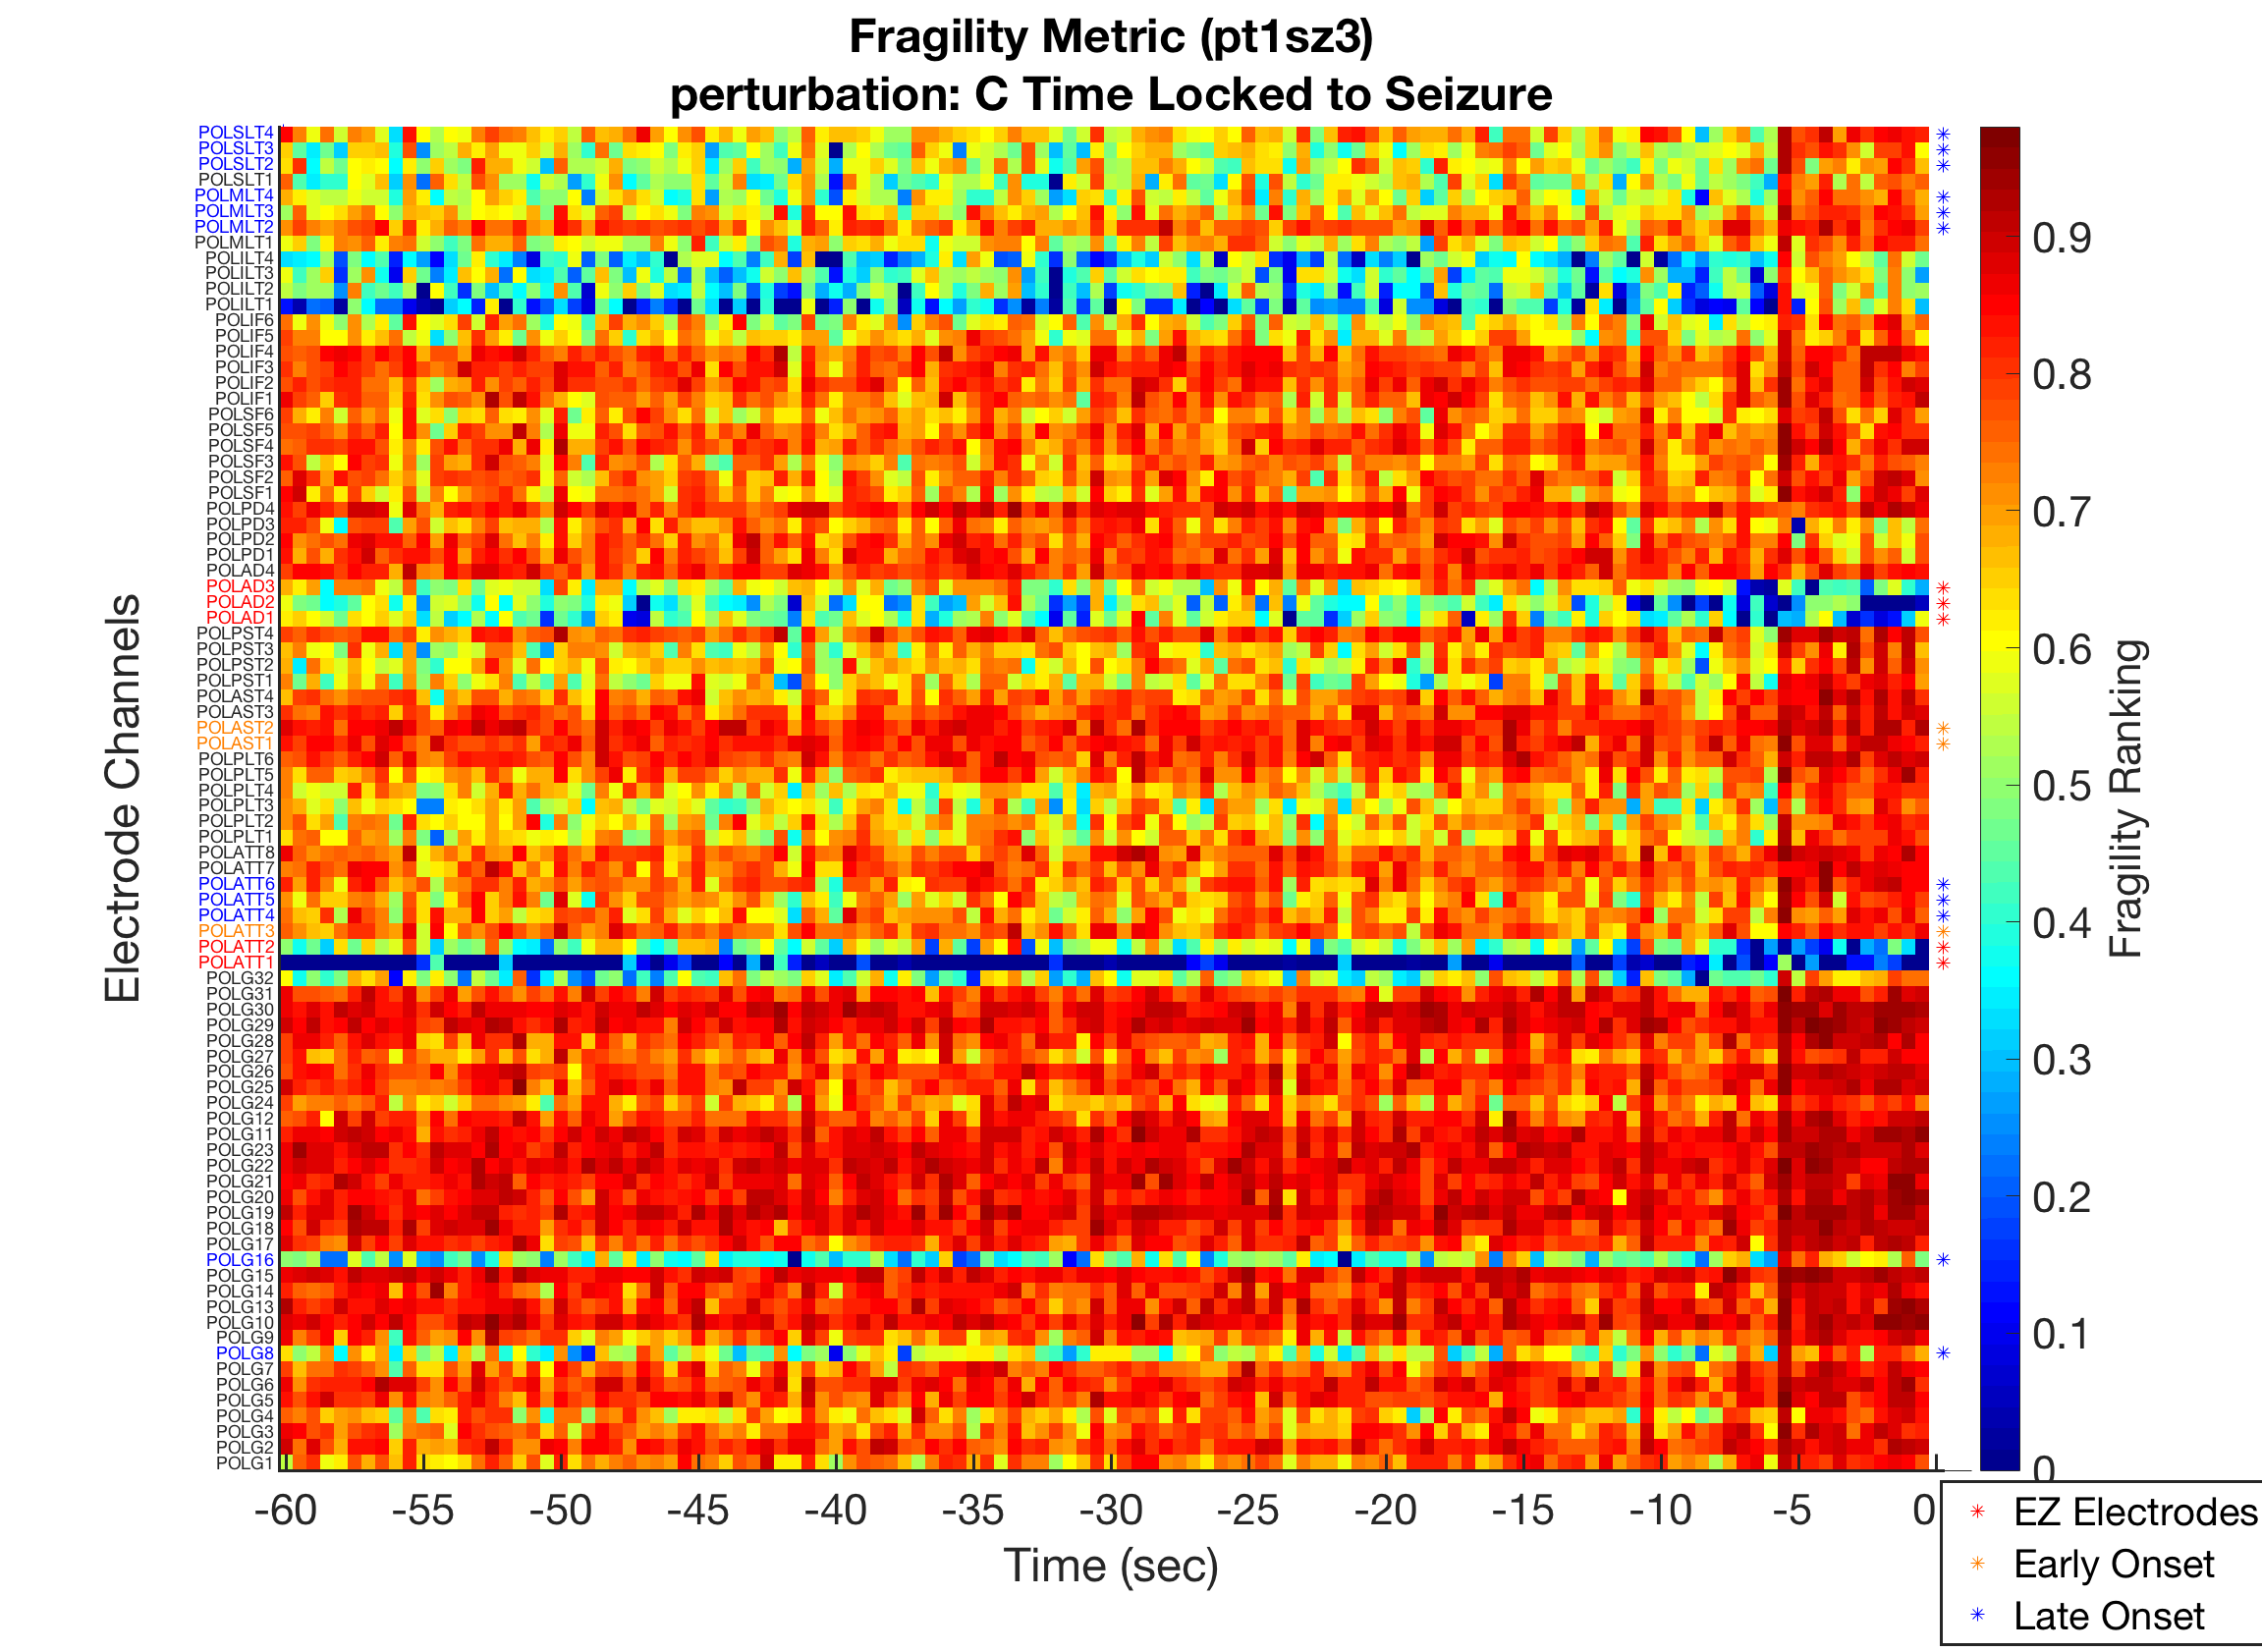 Fragility Metric (pt1sz3)
perturbation: C Time Locked to Seizure
Electrode Channels
POLSLT4
POLSLT3
POLSLT2
POLSLT1
POLMLT4
POLMLT3
POLMLT2
POLMLT1
POLILT4
POLILT3
POLILT2
POLILT1
POLIF6
POLIF5
POLIF4
POLIF3
POLIF2
POLIF1
POLSF6
POLSF5
POLSF4
POLSF3
POLSF2
POLSF1
POLPD4
POLPD3
POLPD2
POLPD1
POLAD4
POLAD3
POLAD2
POLAD1
POLPST4
POLPST3
POLPST2
POLPST1
POLAST4
POLAST3
POLAST2
POLAST1
POLPLT6
POLPLT5
POLPLT4
POLPLT3
POLPLT2
POLPLT1
POLATT8
POLATT7
POLATT6
POLATT5
POLATT4
POLATT3
POLATT2
POLATT1
POLG32
POLG31
POLG30
POLG29
POLG28
POLG27
POLG26
POLG25
POLG24
POLG12
POLG11
POLG23
POLG22
POLG21
POLG20
POLG19
POLG18
POLG17
POLG16
POLG15
POLG14
POLG13
POLG10
POLG9
POLG8
POLG7
POLG6
POLG5
POLG4
POLG3
POLG2
POLG1
-60 -55 -50 -45 -40 -35 -30 -25 -20 -15 -10 -5 0
Time (sec)
0.9
0.8
0.7
0.6
0.5
0.4
0.3
0.2
0.1
0
Fragility Ranking
EZ Electrodes
Early Onset
Late Onset